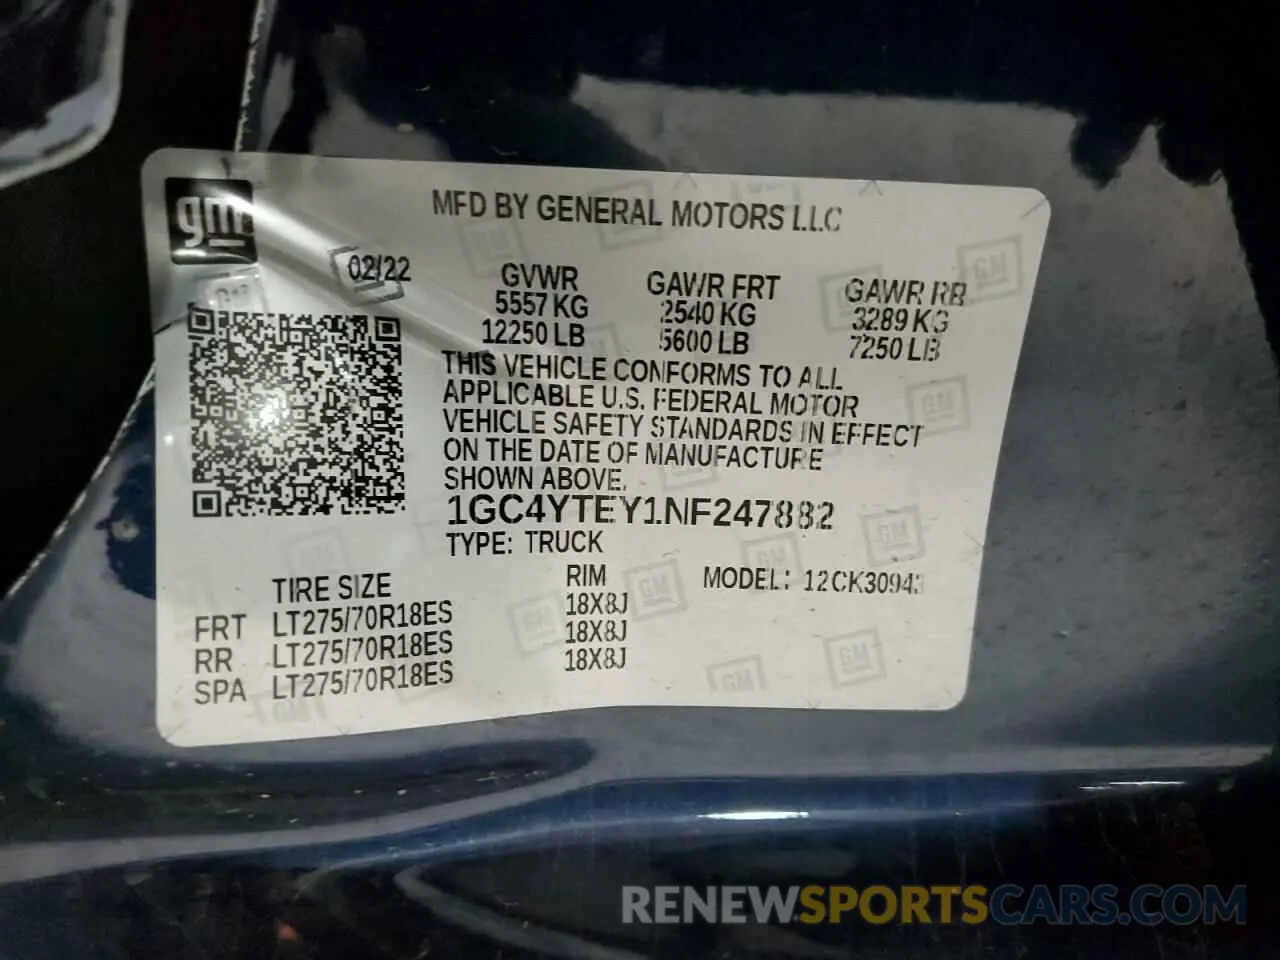 gm
MFD BY GENERAL MOTORS LLC
02/22
GVWR GAWR FRT GAWR RR
5557 KG 2540 KG 3289 KG
12250 LB 5600 LB 7250 LB
THIS VEHICLE CONFORMS TO ALL
APPLICABLE U.S. FEDERAL MOTOR
VEHICLE SAFETY STANDARDS IN EFFECT
ON THE DATE OF MANUFACTURE
SHOWN ABOVE.
1GC4YTEY1NF247882
TYPE: TRUCK
TIRE SIZE RIM MODEL: 12CK30943
FRT LT275/70R18ES 18X8J
RR LT275/70R18ES 18X8J
SPA LT275/70R18ES 18X8J
RENEWSPORTSCARS.COM